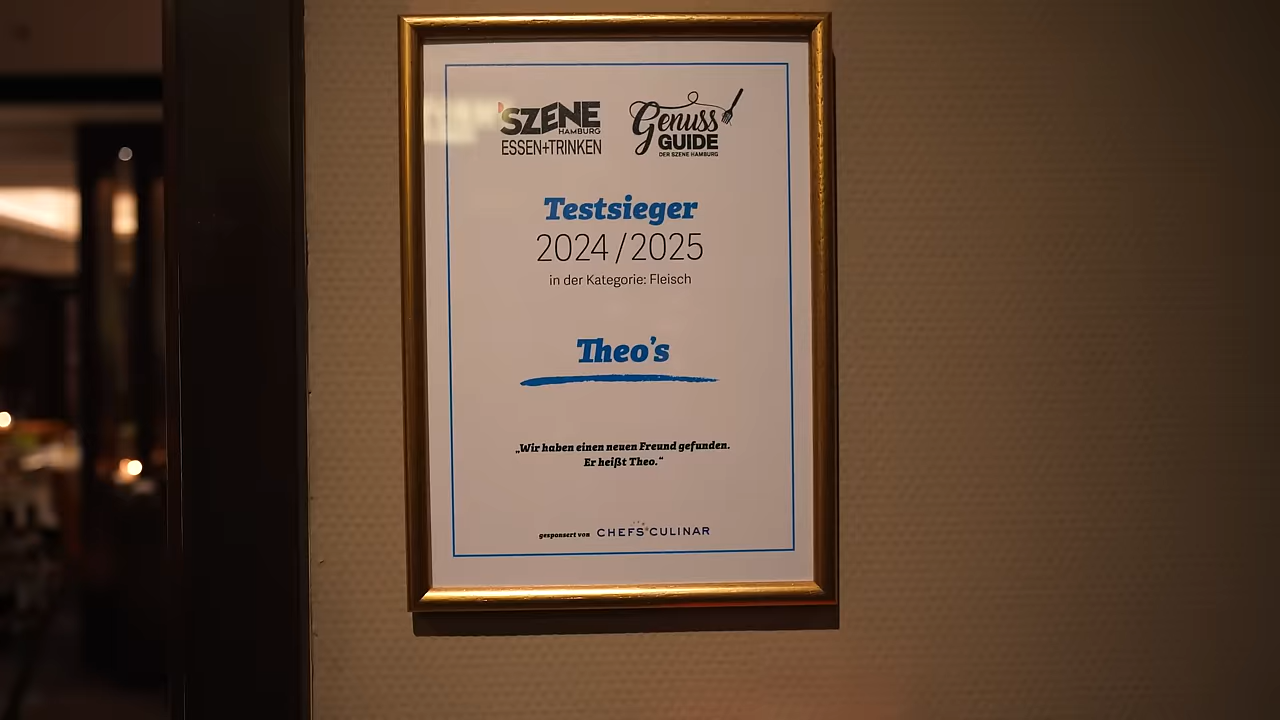 SZENE
HAMBURG
ESSEN+TRINKEN
Genuss
GUIDE
DER SZENE HAMBURG
Testsieger
2024/2025
in der Kategorie: Fleisch
Theo's
„Wir haben einen neuen Freund gefunden.
Er heißt Theo.“
gesponsert von CHEFS CULINAR